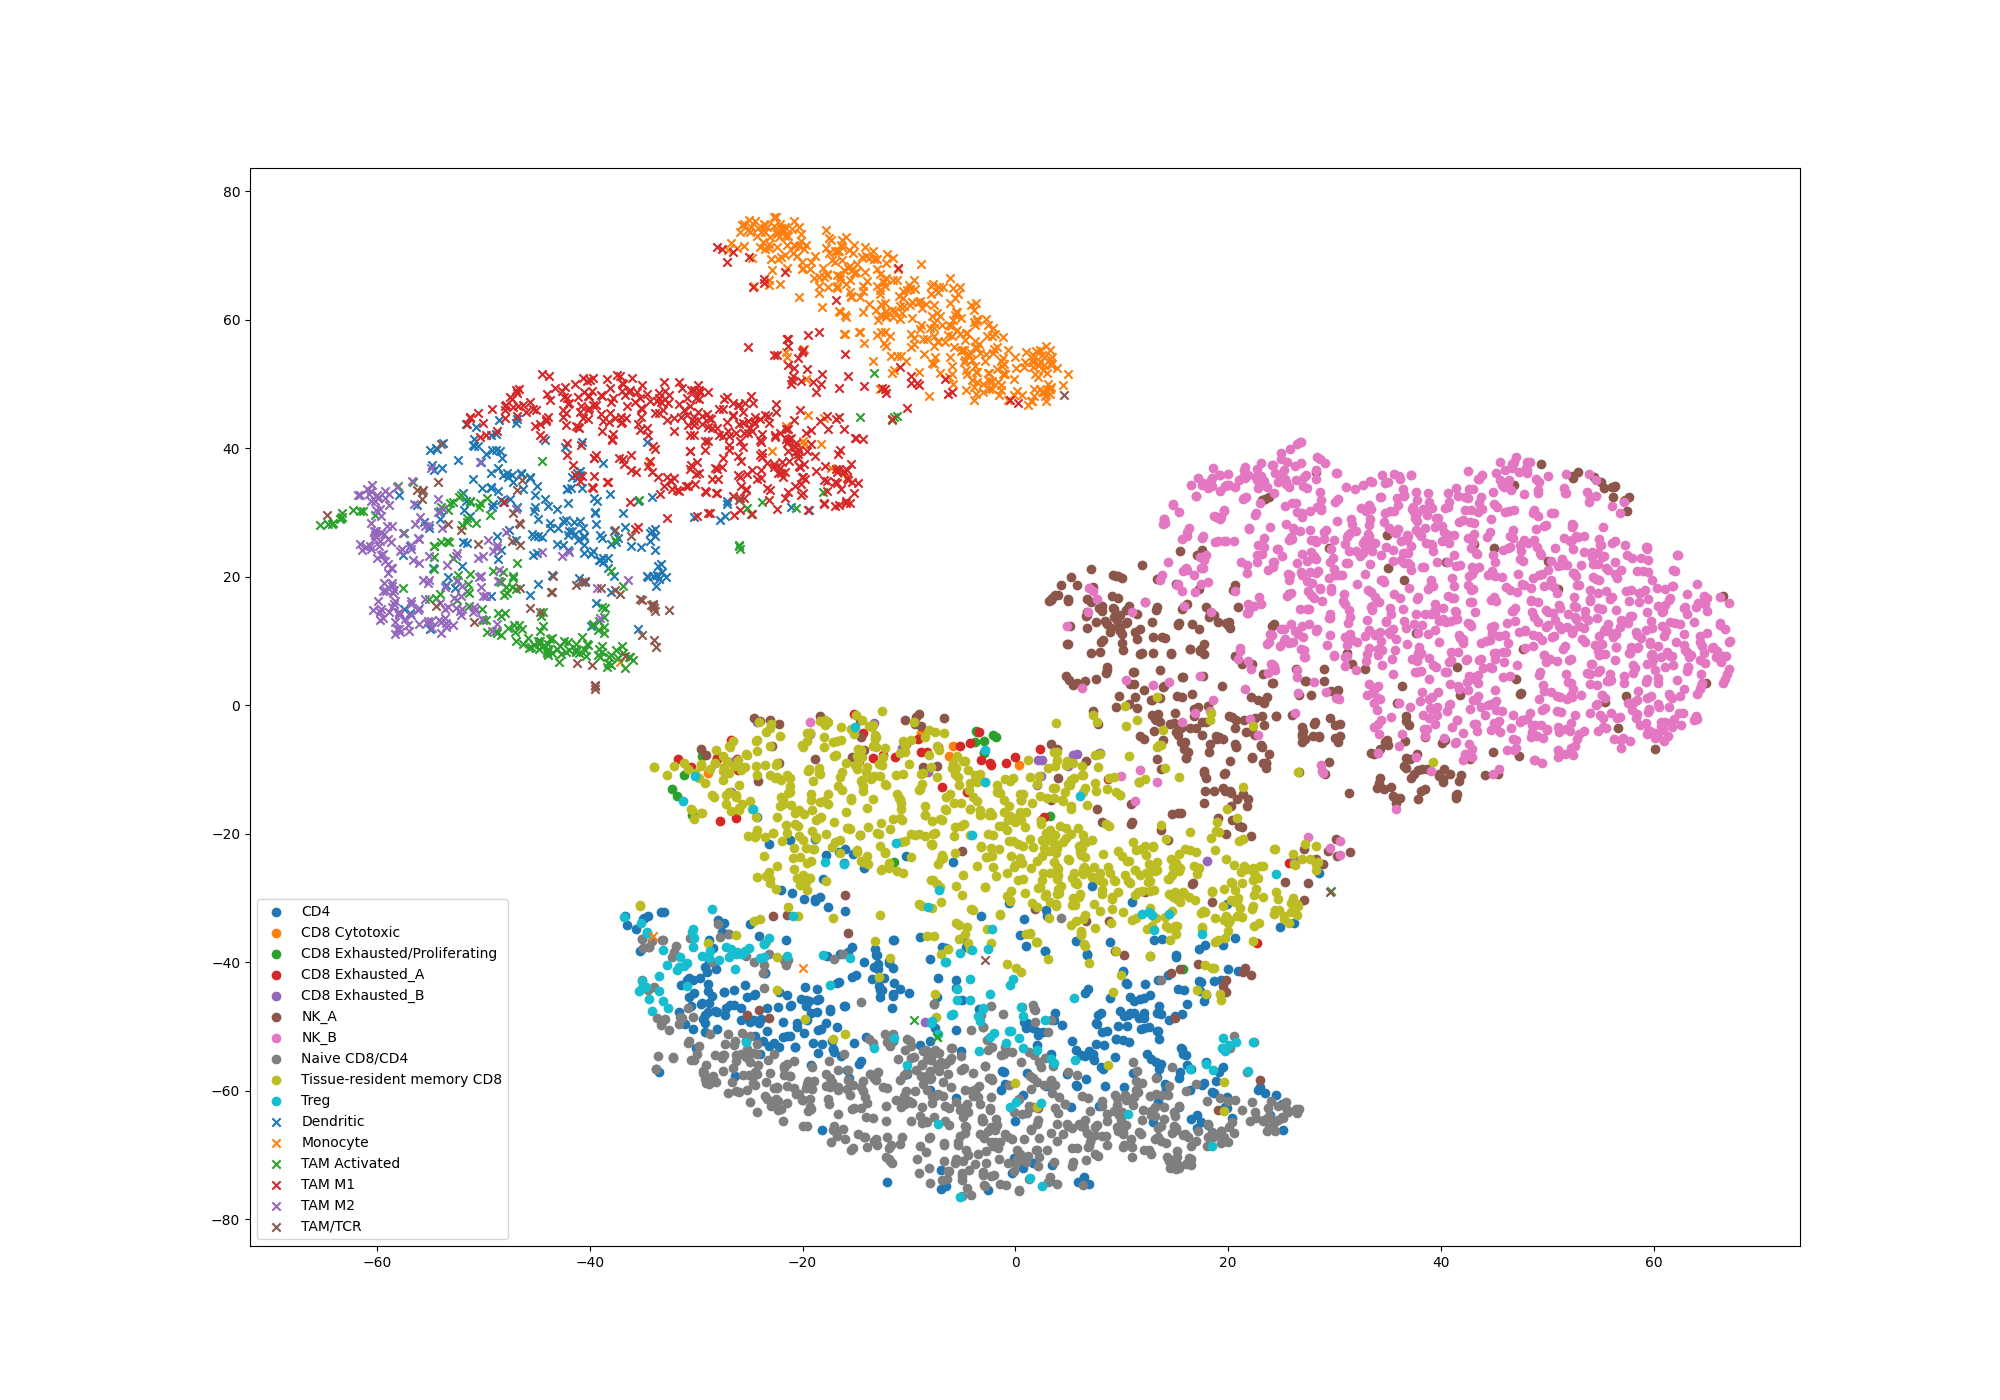 80
60
40
20
0
−20
−40
−60
−80
−60 −40 −20 0 20 40 60
CD4
CD8 Cytotoxic
CD8 Exhausted/Proliferating
CD8 Exhausted_A
CD8 Exhausted_B
NK_A
NK_B
Naive CD8/CD4
Tissue-resident memory CD8
Treg
Dendritic
Monocyte
TAM Activated
TAM M1
TAM M2
TAM/TCR